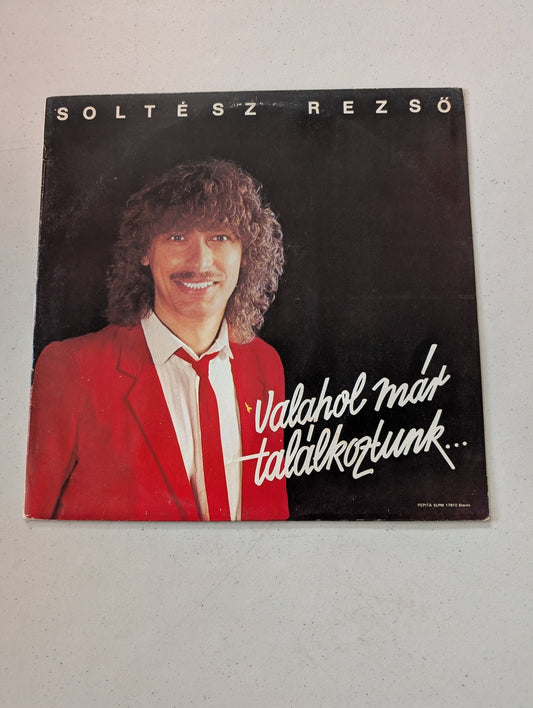 SOLTÉSZ REZSŐ
Valahol már
találkoztunk...
PEPITA SLPM 17810 Stereo